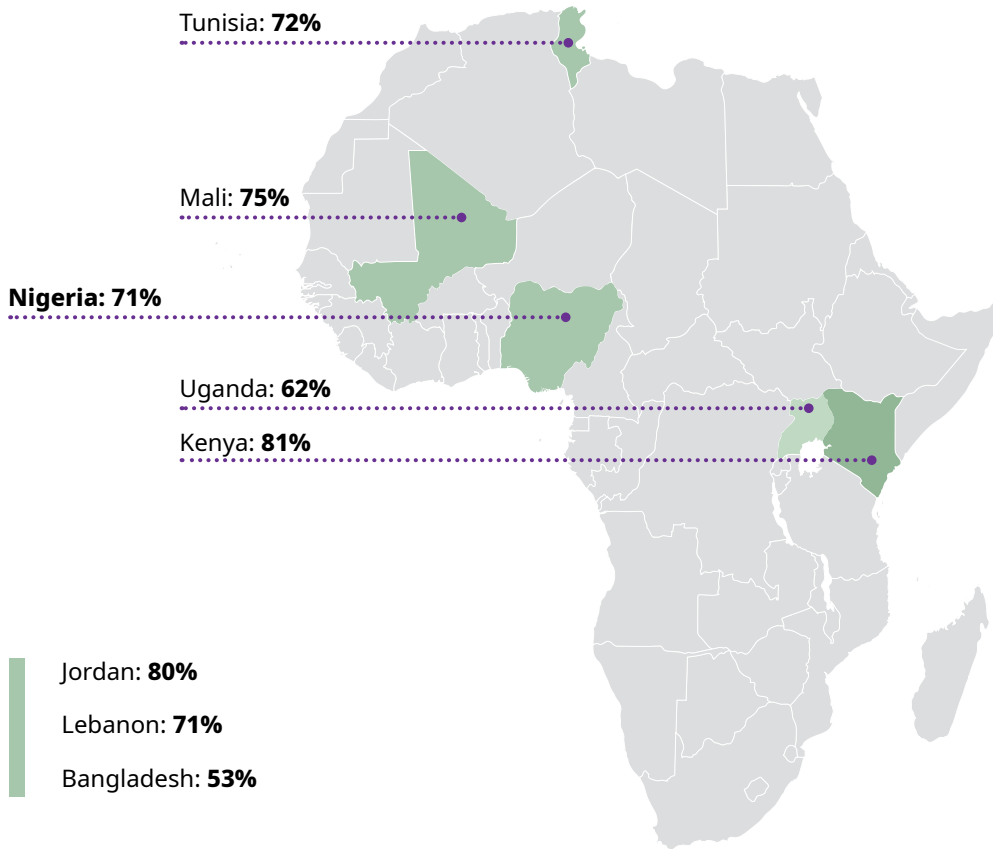 Tunisia: 72%
Mali: 75%
Nigeria: 71%
Uganda: 62%
Kenya: 81%
Jordan: 80%
Lebanon: 71%
Bangladesh: 53%